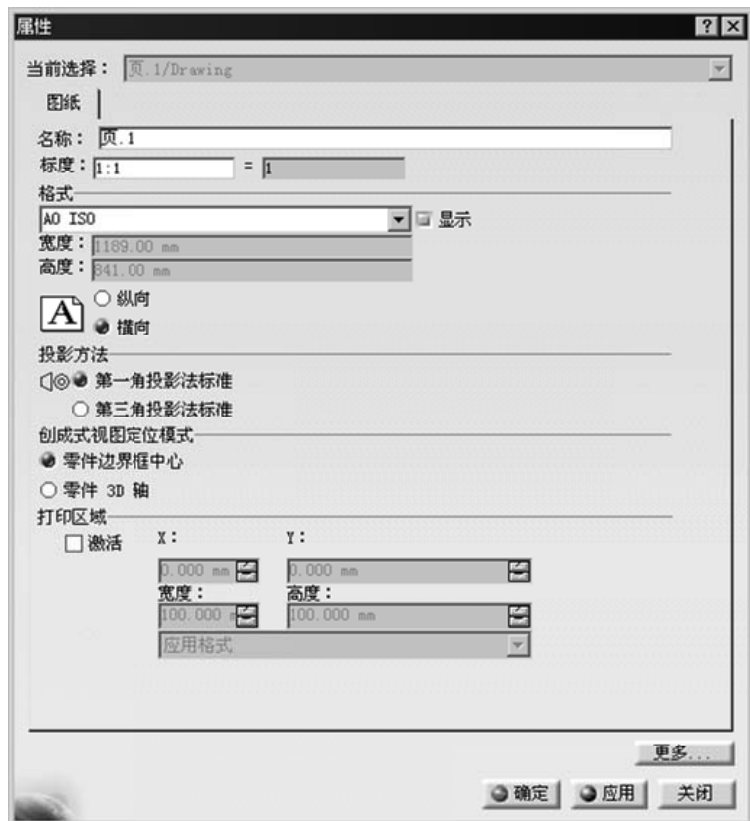 属性
当前选择： 页.1/Drawing
图纸
名称： 页.1
标度： 1:1 = 1
格式
A0 ISO 显示
宽度： 1189.00 mm
高度： 841.00 mm
A 纵向
横向
投影方法
第一角投影法标准
第三角投影法标准
创成式视图定位模式
零件边界框中心
零件 3D 轴
打印区域
激活 X： Y：
0.000 mm 0.000 mm
宽度： 高度：
100.000 m 100.000 mm
应用格式
更多...
确定 应用 关闭